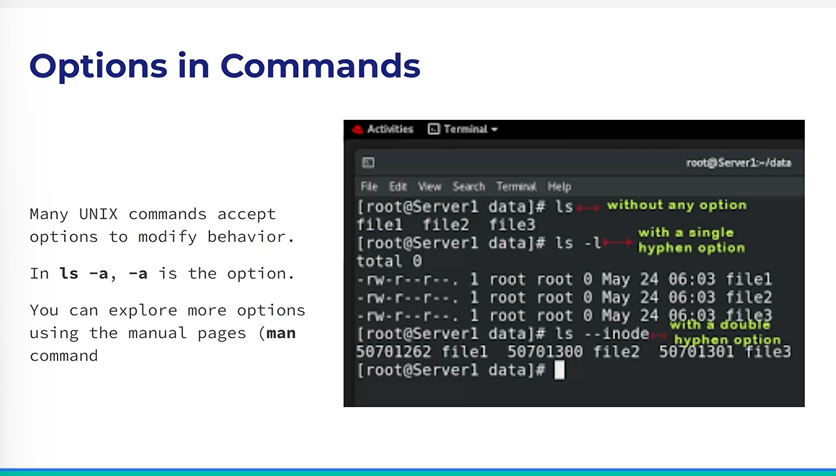 Options in Commands
Many UNIX commands accept
options to modify behavior.
In ls -a, -a is the option.
You can explore more options
using the manual pages (man
command
Activities Terminal
root@Server1:~/data
File Edit View Search Terminal Help
[root@Server1 data]# ls without any option
file1 file2 file3
[root@Server1 data]# ls -l with a single
hyphen option
total 0
-rw-r--r--. 1 root root 0 May 24 06:03 file1
-rw-r--r--. 1 root root 0 May 24 06:03 file2
-rw-r--r--. 1 root root 0 May 24 06:03 file3
[root@Server1 data]# ls --inode with a double
hyphen option
50701262 file1 50701300 file2 50701301 file3
[root@Server1 data]#